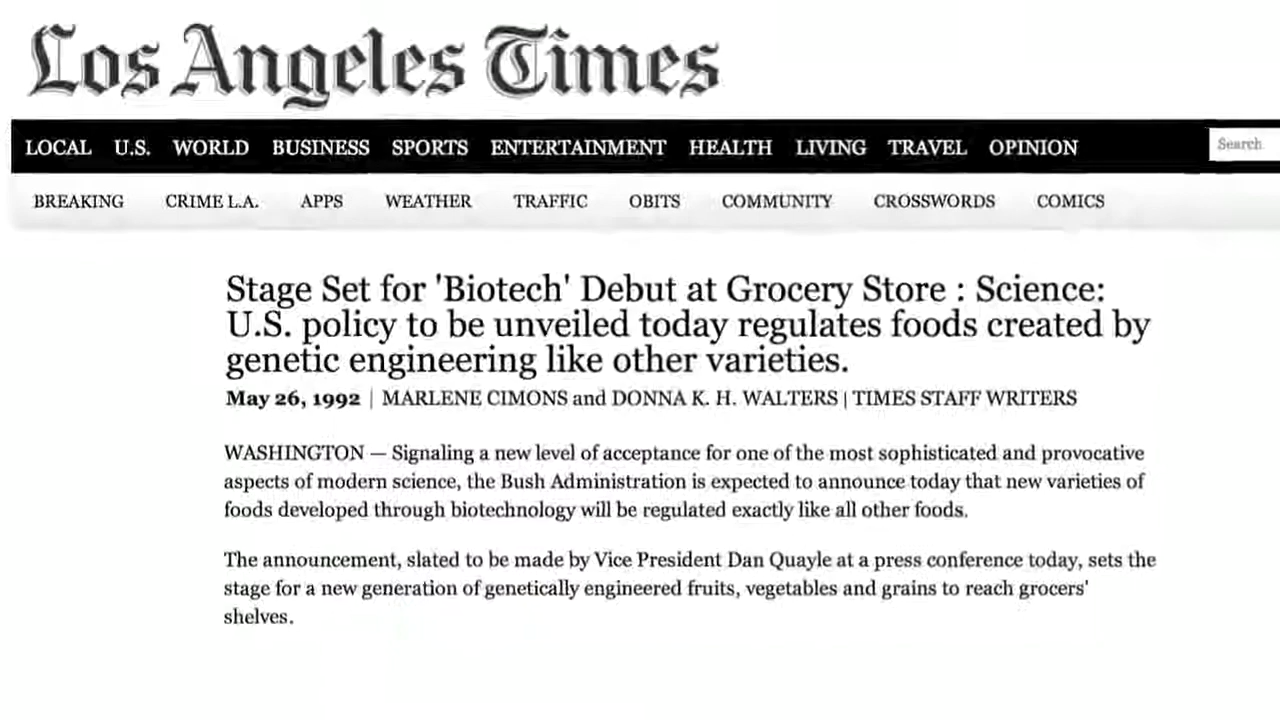 Los Angeles Times
LOCAL U.S. WORLD BUSINESS SPORTS ENTERTAINMENT HEALTH LIVING TRAVEL OPINION Search
BREAKING CRIME L.A. APPS WEATHER TRAFFIC OBITS COMMUNITY CROSSWORDS COMICS
Stage Set for 'Biotech' Debut at Grocery Store : Science:
U.S. policy to be unveiled today regulates foods created by
genetic engineering like other varieties.
May 26, 1992 | MARLENE CIMONS and DONNA K. H. WALTERS | TIMES STAFF WRITERS
WASHINGTON — Signaling a new level of acceptance for one of the most sophisticated and provocative
aspects of modern science, the Bush Administration is expected to announce today that new varieties of
foods developed through biotechnology will be regulated exactly like all other foods.
The announcement, slated to be made by Vice President Dan Quayle at a press conference today, sets the
stage for a new generation of genetically engineered fruits, vegetables and grains to reach grocers'
shelves.